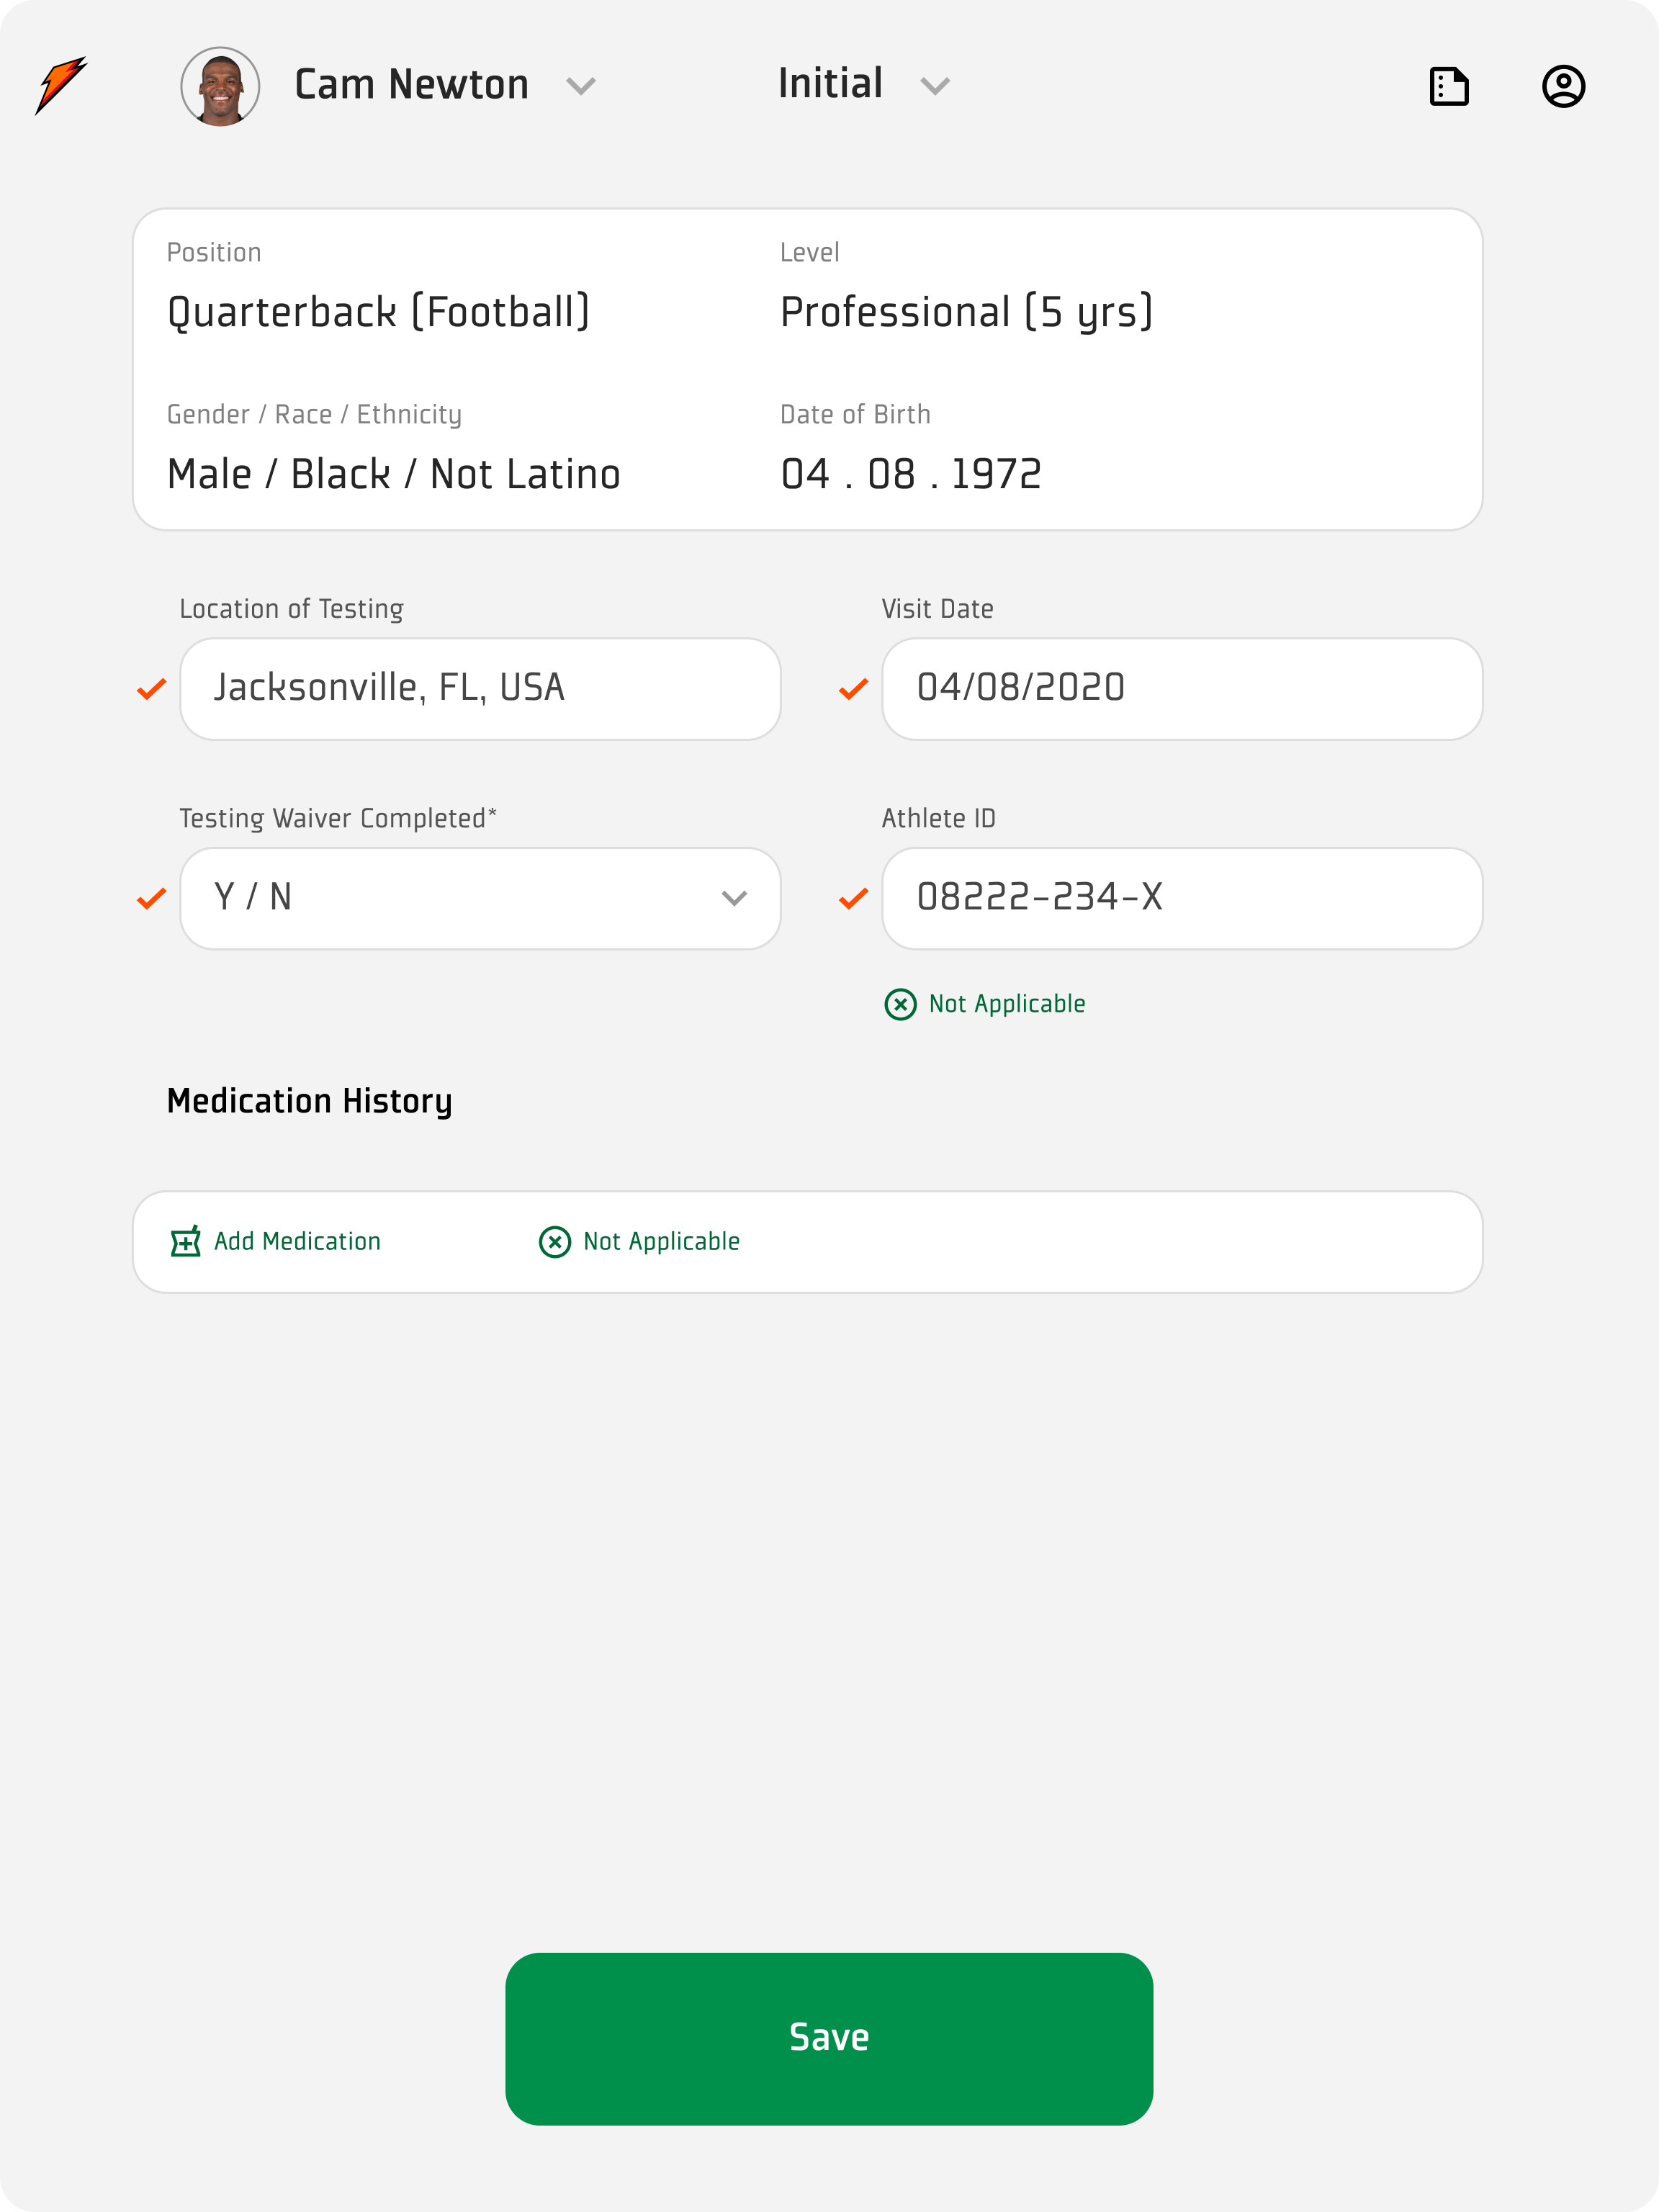 Cam Newton
Initial
Position
Level
Quarterback (Football)
Professional (5 yrs)
Gender / Race / Ethnicity
Date of Birth
Male / Black / Not Latino
04 . 08 . 1972
Location of Testing
Visit Date
Jacksonville, FL, USA
04/08/2020
Testing Waiver Completed*
Athlete ID
Y / N
08222-234-X
Not Applicable
Medication History
Add Medication
Not Applicable
Save